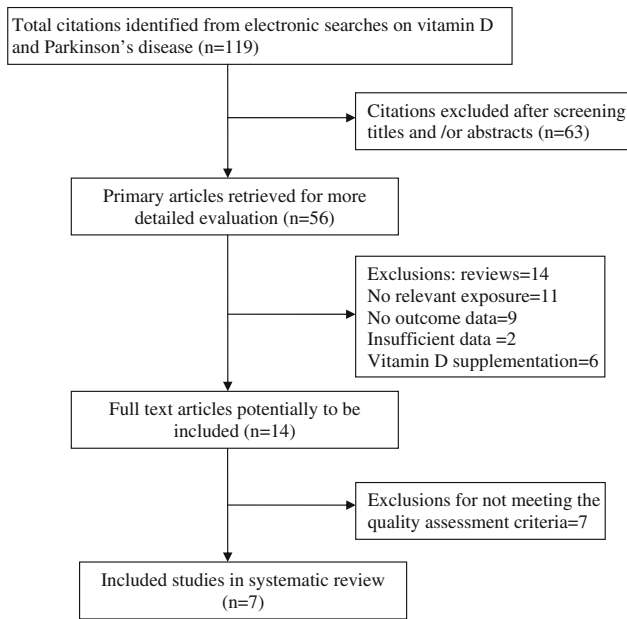 Total citations identified from electronic searches on vitamin D
and Parkinson’s disease (n=119)
Citations excluded after screening
titles and /or abstracts (n=63)
Primary articles retrieved for more
detailed evaluation (n=56)
Exclusions: reviews=14
No relevant exposure=11
No outcome data=9
Insufficient data =2
Vitamin D supplementation=6
Full text articles potentially to be
included (n=14)
Exclusions for not meeting the
quality assessment criteria=7
Included studies in systematic review
(n=7)